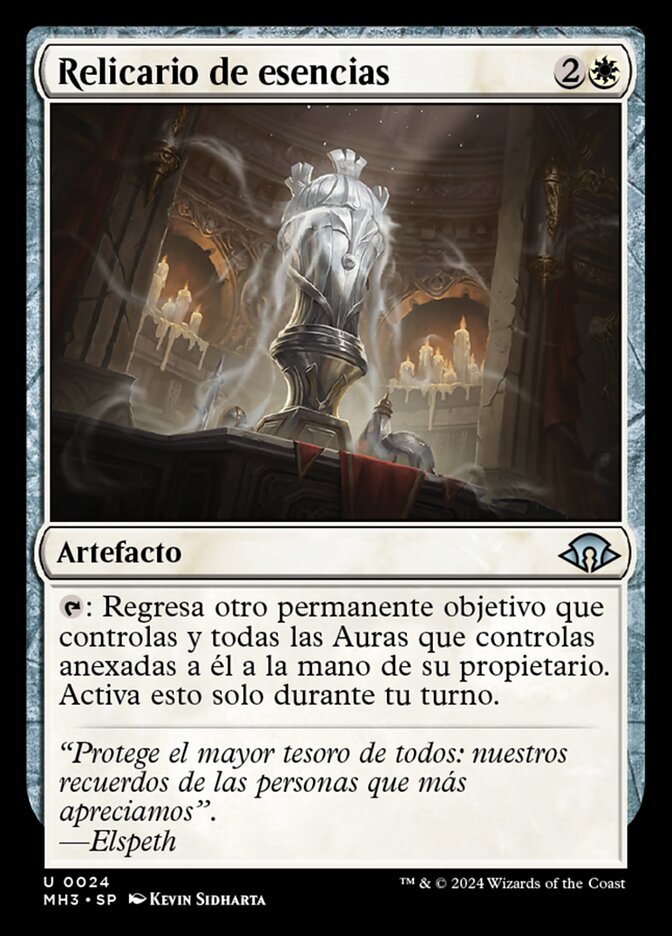 Relicario de esencias 2
Artefacto
: Regresa otro permanente objetivo que
controlas y todas las Auras que controlas
anexadas a él a la mano de su propietario.
Activa esto solo durante tu turno.
“Protege el mayor tesoro de todos: nuestros
recuerdos de las personas que más
apreciamos”.
—Elspeth
U 0024
MH3 • SP Kevin Sidharta
™ & © 2024 Wizards of the Coast